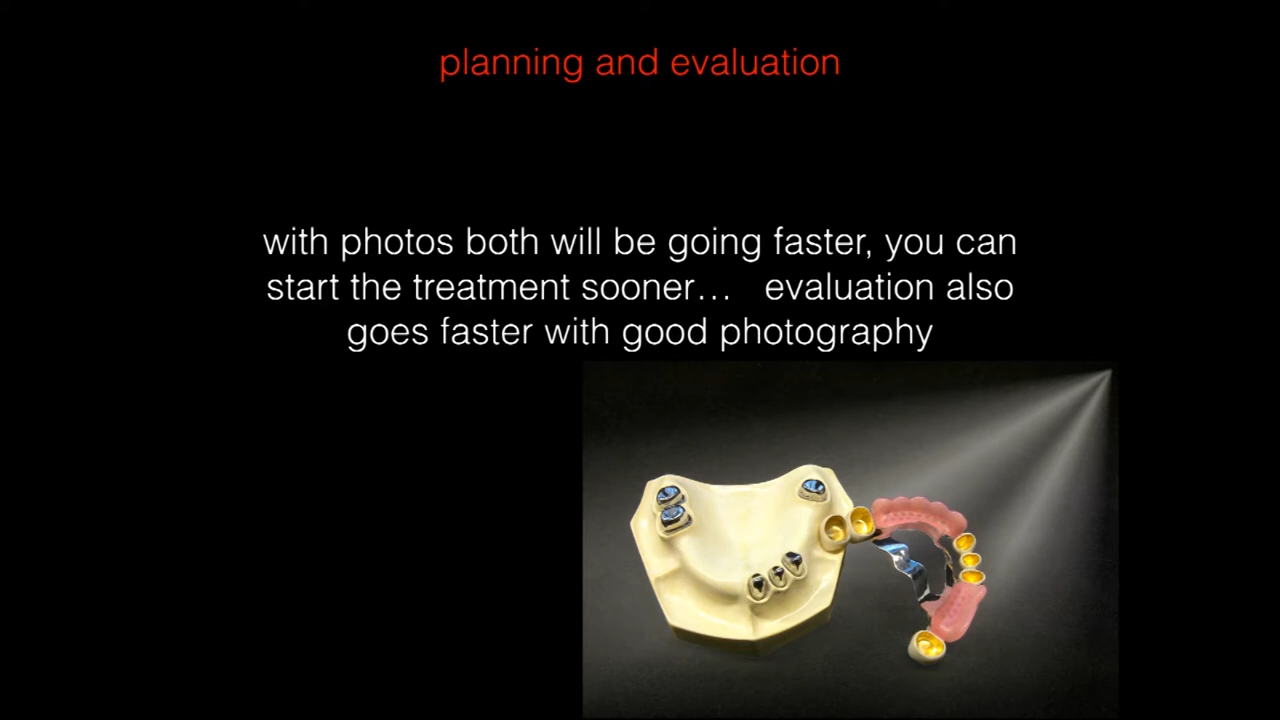 planning and evaluation
with photos both will be going faster, you can
start the treatment sooner… evaluation also
goes faster with good photography